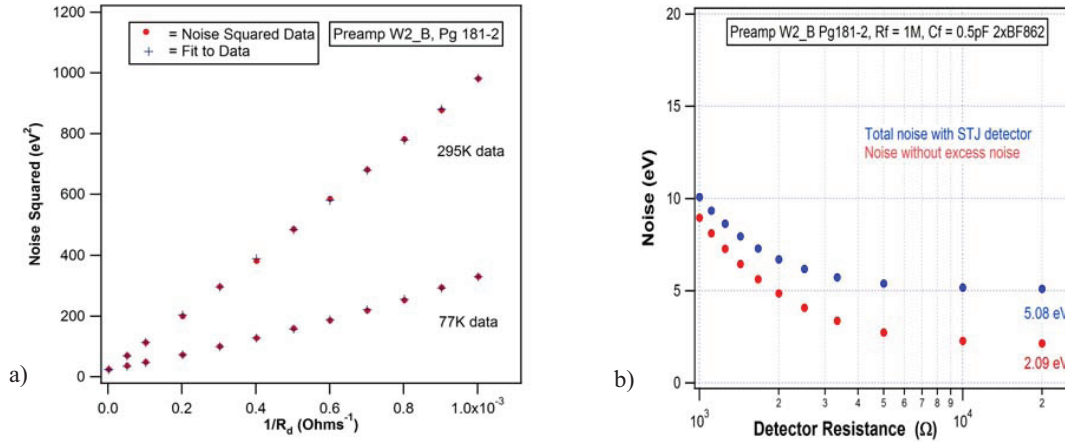 = Noise Squared Data
+ = Fit to Data
Preamp W2_B, Pg 181-2
Noise Squared (eV²)
1200
1000
800
600
400
200
0
295K data
77K data
0.0
0.2
0.4
0.6
0.8
1.0x10⁻³
1/Rd (Ohms⁻¹)
a)
Preamp W2_B Pg181-2, Rf = 1M, Cf = 0.5pF 2xBF862
Noise (eV)
20
15
10
5
0
Total noise with STJ detector
Noise without excess noise
5.08 eV
2.09 eV
10³
2
3
4
5
6
7
8
9
10⁴
2
Detector Resistance (Ω)
b)